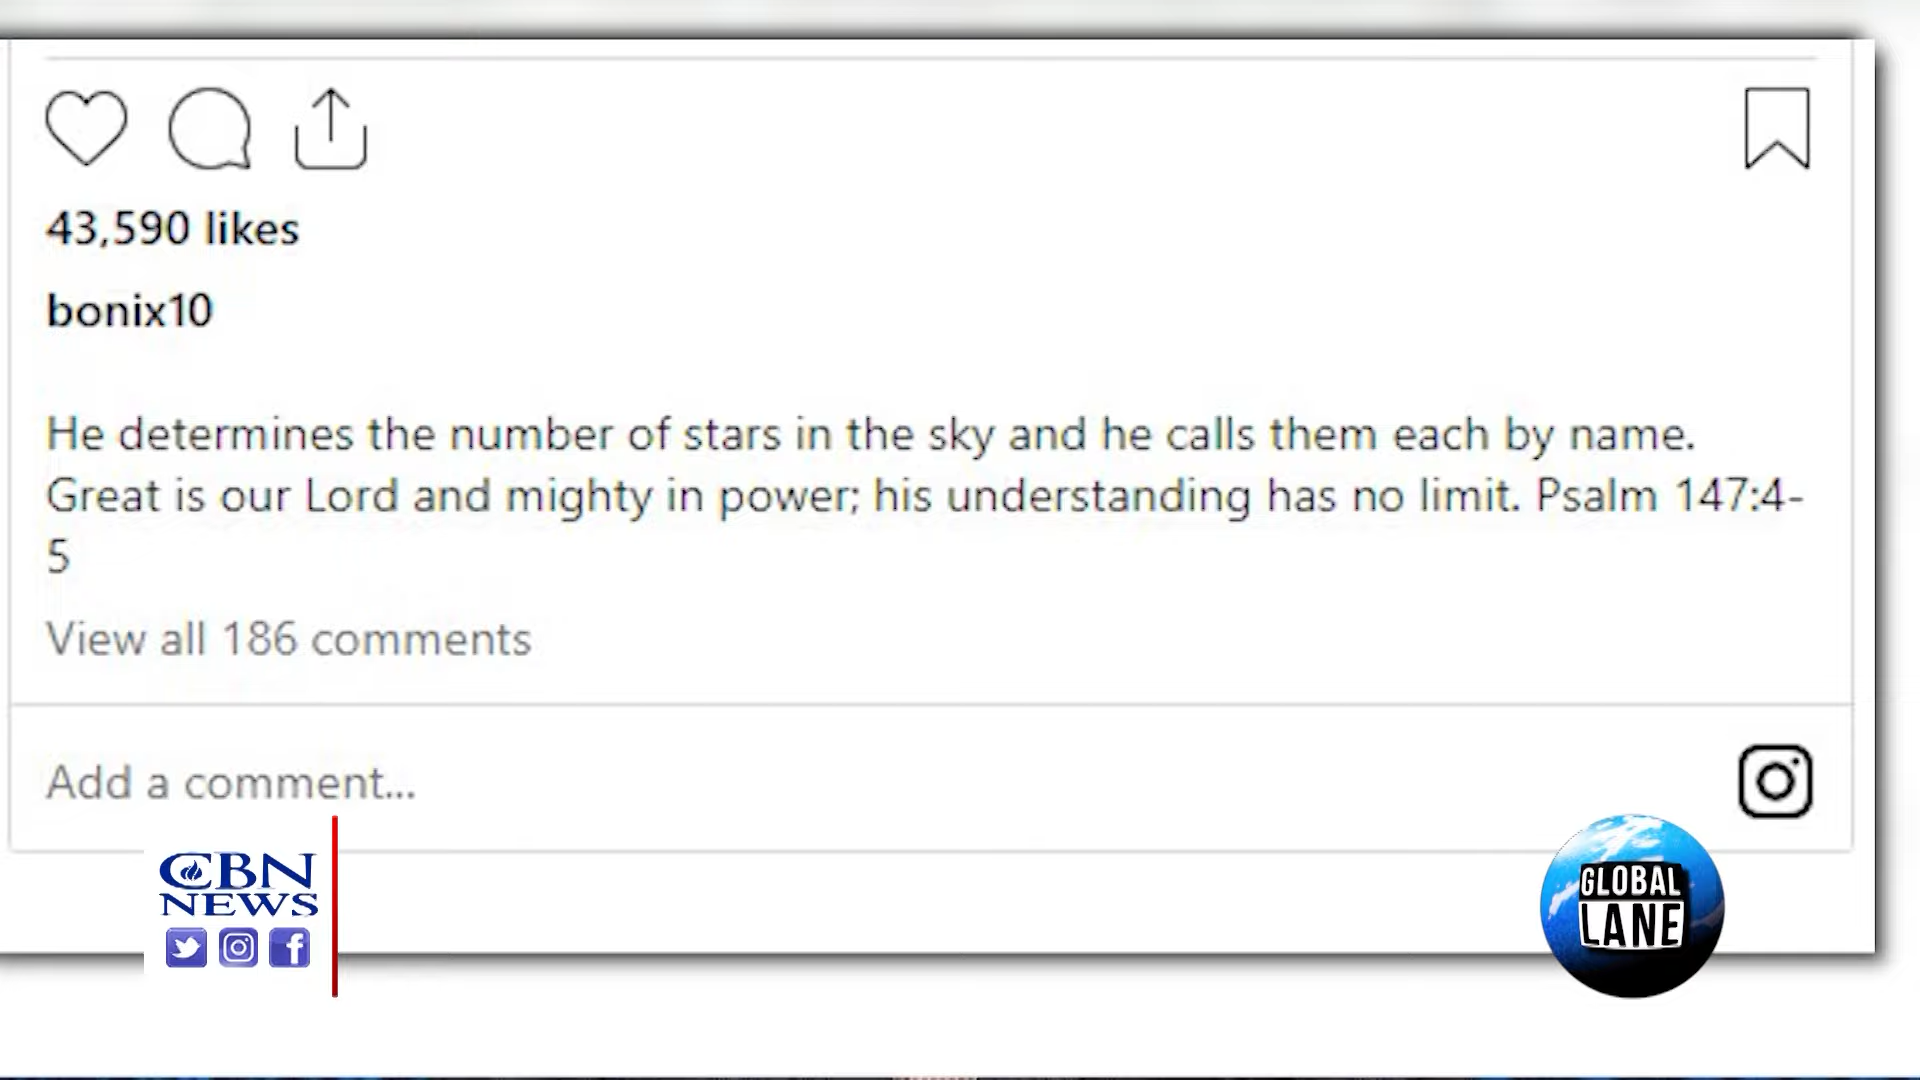 43,590 likes
bonix10
He determines the number of stars in the sky and he calls them each by name.
Great is our Lord and mighty in power; his understanding has no limit. Psalm 147:4-
5
View all 186 comments
Add a comment...
CBN
NEWS
GLOBAL
LANE